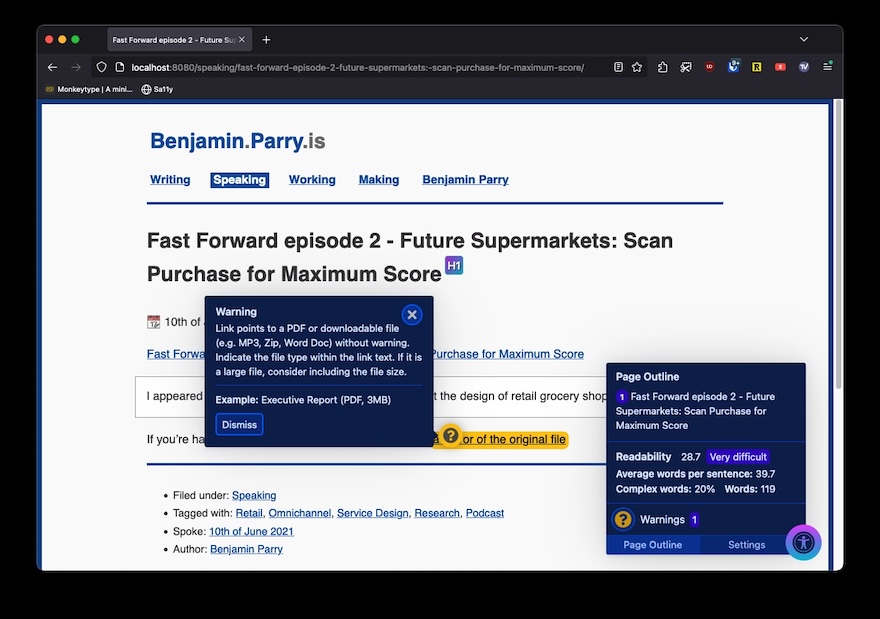 Fast Forward episode 2 - Future Su
localhost:8080/speaking/fast-forward-episode-2-future-supermarkets:-scan-purchase-for-maximum-score/
Monkeytype | A mini... Sa11y
Benjamin.Parry.is
Writing Speaking Working Making Benjamin Parry
Fast Forward episode 2 - Future Supermarkets: Scan
Purchase for Maximum Score H1
10th of
Fast Forwa Purchase for Maximum Score
I appeared t the design of retail grocery shop
If you're ha or of the original file
Warning
Link points to a PDF or downloadable file
(e.g. MP3, Zip, Word Doc) without warning.
Indicate the file type within the link text. If it is
a large file, consider including the file size.
Example: Executive Report (PDF, 3MB)
Dismiss
Filed under: Speaking
Tagged with: Retail, Omnichannel, Service Design, Research, Podcast
Spoke: 10th of June 2021
Author: Benjamin Parry
Page Outline
1 Fast Forward episode 2 - Future
Supermarkets: Scan Purchase for
Maximum Score
Readability 28.7 Very difficult
Average words per sentence: 39.7
Complex words: 20% Words: 119
? Warnings 1
Page Outline Settings